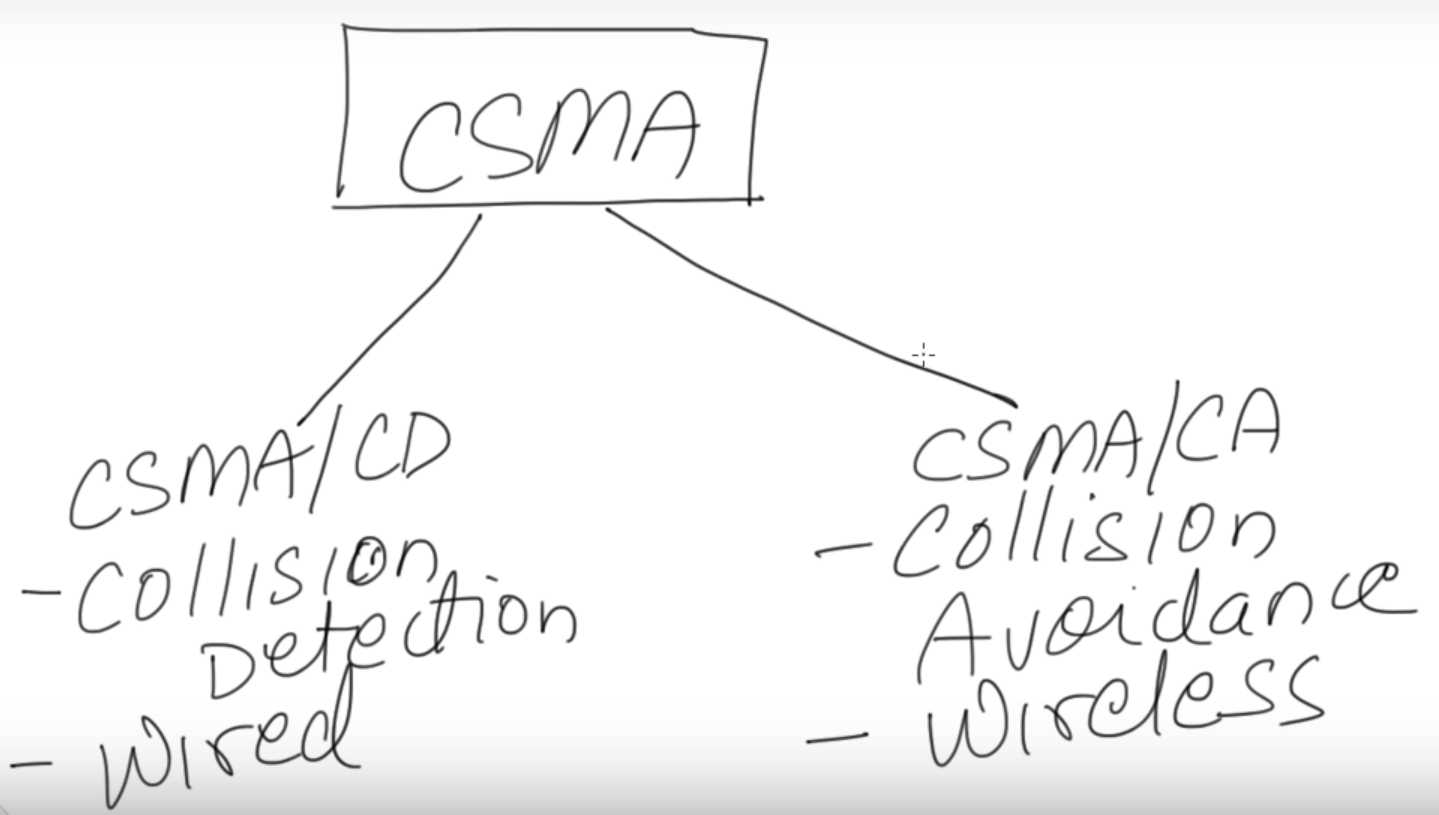 CSMA
CSMA/CD
- Collision
Detection
- Wired
CSMA/CA
- Collision
Avoidance
- Wireless